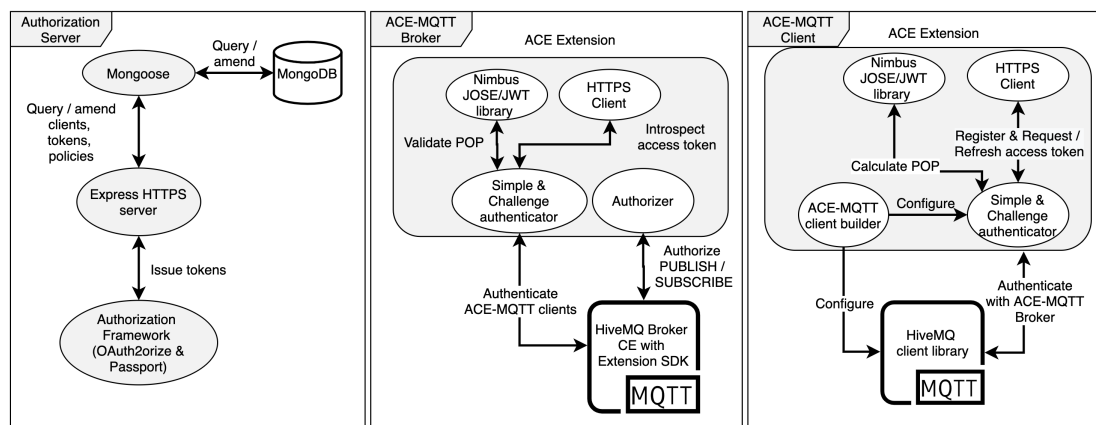 Authorization
Server
Mongoose
Query /
amend
MongoDB
Query / amend
clients,
tokens,
policies
Express HTTPS
server
Issue tokens
Authorization
Framework
(OAuth2orize &
Passport)
ACE-MQTT
Broker
ACE Extension
Nimbus
JOSE/JWT
library
HTTPS
Client
Validate POP
Introspect
access token
Simple &
Challenge
authenticator
Authorizer
Authorize
PUBLISH /
SUBSCRIBE
Authenticate
ACE-MQTT clients
HiveMQ Broker
CE with
Extension SDK
MQTT
ACE-MQTT
Client
ACE Extension
Nimbus
JOSE/JWT
library
HTTPS
Client
Register & Request /
Refresh access token
Calculate POP
ACE-MQTT
client builder
Configure
Simple &
Challenge
authenticator
Configure
Authenticate
with ACE-MQTT
Broker
HiveMQ
client library
MQTT